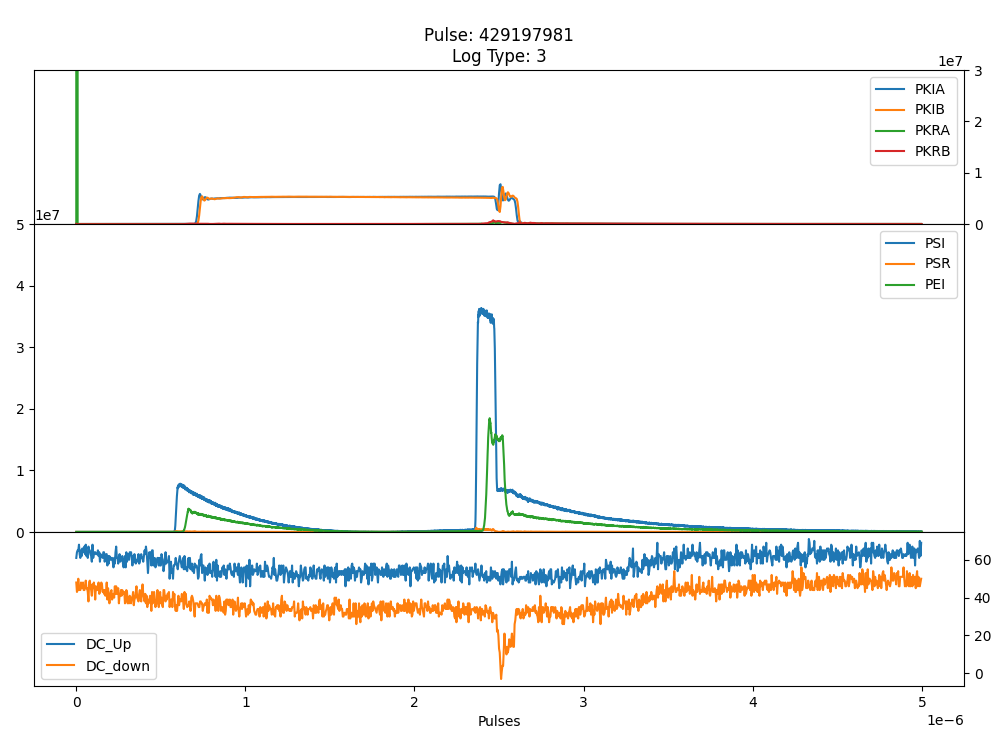 Pulse: 429197981
Log Type: 3
1e7
3
2
1
0
PKIA
PKIB
PKRA
PKRB
1e7
5
4
3
2
1
0
PSI
PSR
PEI
60
40
20
0
DC_Up
DC_down
0 1 2 3 4 5
Pulses
1e−6